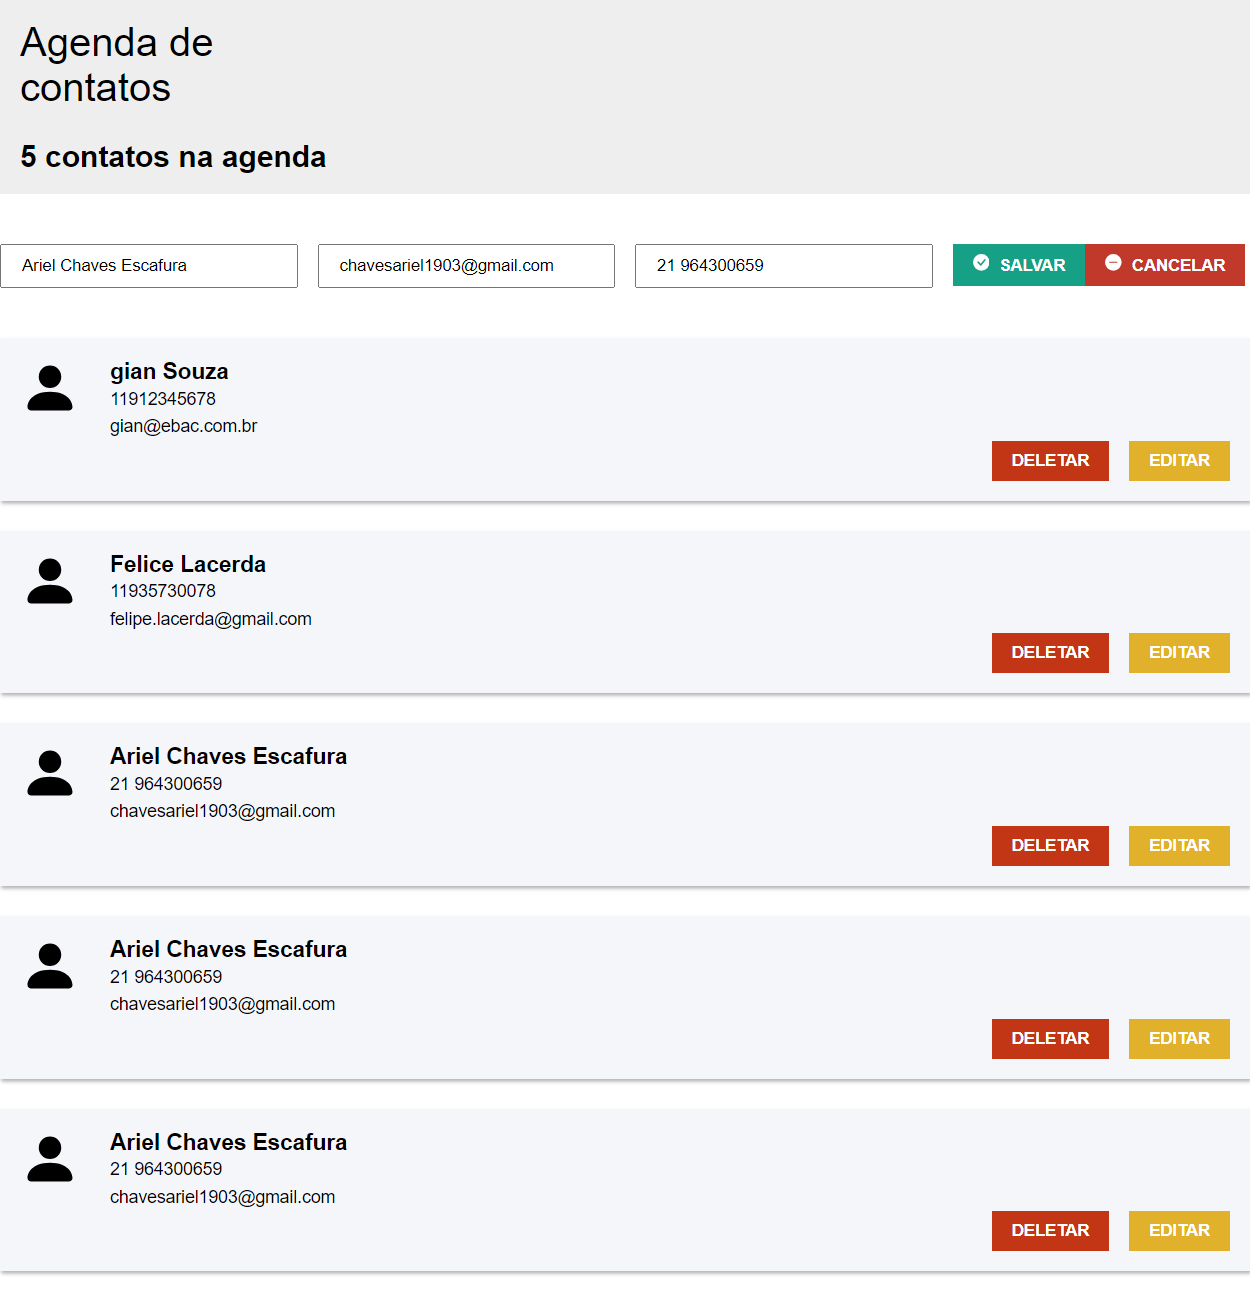 Agenda de
contatos
5 contatos na agenda
Ariel Chaves Escafura chavesariel1903@gmail.com 21 964300659 SALVAR CANCELAR
gian Souza
11912345678
gian@ebac.com.br
DELETAR EDITAR
Felice Lacerda
11935730078
felipe.lacerda@gmail.com
DELETAR EDITAR
Ariel Chaves Escafura
21 964300659
chavesariel1903@gmail.com
DELETAR EDITAR
Ariel Chaves Escafura
21 964300659
chavesariel1903@gmail.com
DELETAR EDITAR
Ariel Chaves Escafura
21 964300659
chavesariel1903@gmail.com
DELETAR EDITAR